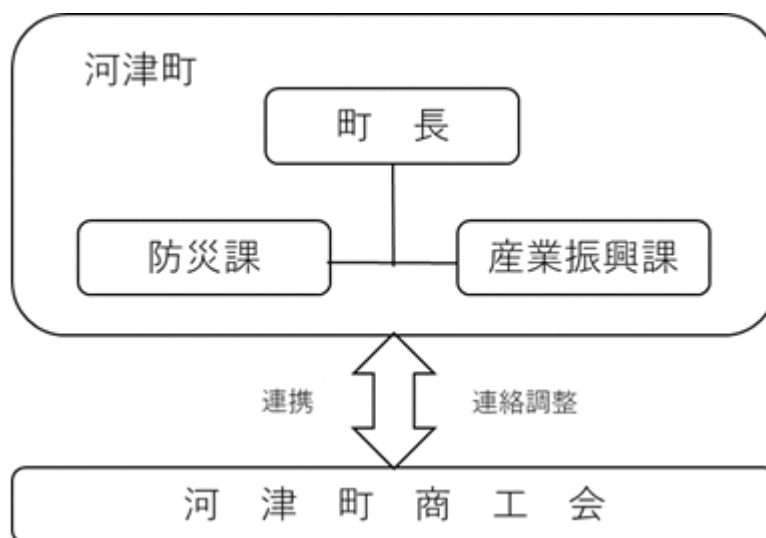 河津町
町　長
防災課　産業振興課
連携　連絡調整
河　津　町　商　工　会